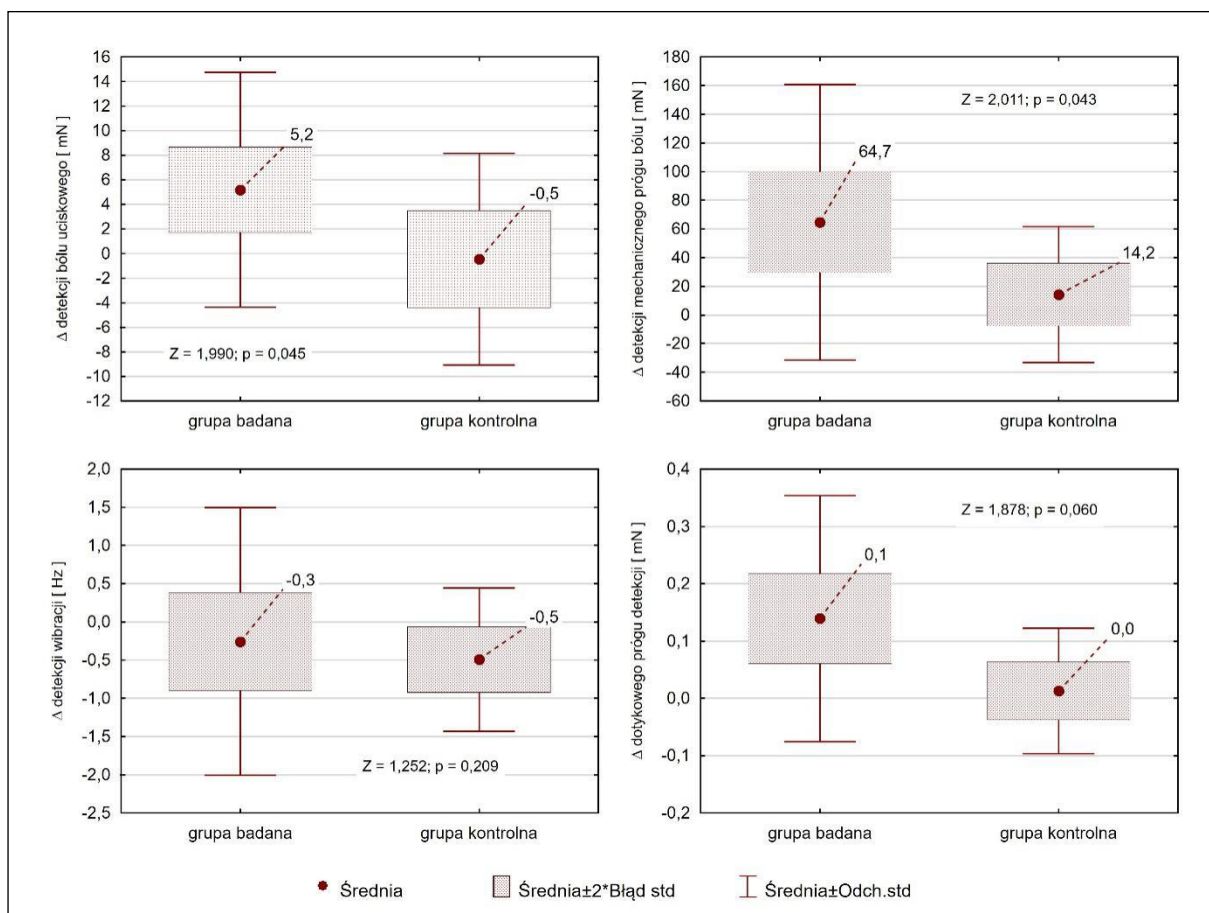 Δ detekcji bólu uciskowego [ mN ]
16
14
12
10
8
6
4
2
0
-2
-4
-6
-8
-10
-12
5,2
-0,5
Z = 1,990; p = 0,045
grupa badana
grupa kontrolna
Δ detekcji mechanicznego prógu bólu [ mN ]
180
160
140
120
100
80
60
40
20
0
-20
-40
-60
Z = 2,011; p = 0,043
64,7
14,2
grupa badana
grupa kontrolna
Δ detekcji wibracji [ Hz ]
2,0
1,5
1,0
0,5
0,0
-0,5
-1,0
-1,5
-2,0
-2,5
-0,3
-0,5
Z = 1,252; p = 0,209
grupa badana
grupa kontrolna
Δ dotykowego prógu detekcji [ mN ]
0,4
0,3
0,2
0,1
0,0
-0,1
-0,2
Z = 1,878; p = 0,060
0,1
0,0
grupa badana
grupa kontrolna
Średnia
Średnia±2*Błąd std
Średnia±Odch.std